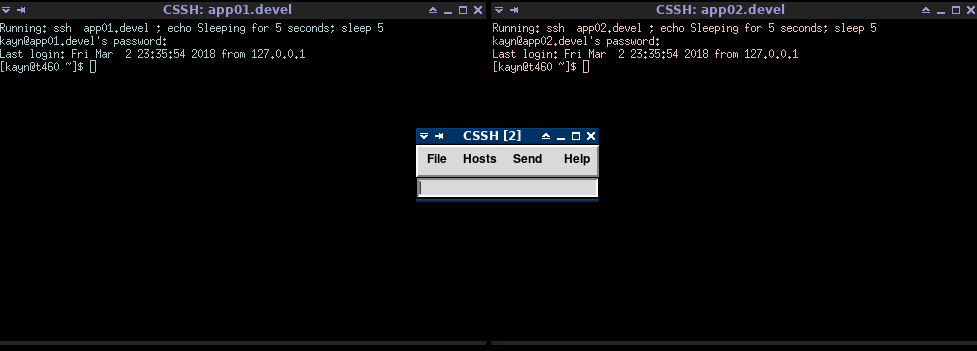 CSSH: app01.devel
Running: ssh  app01.devel ; echo Sleeping for 5 seconds; sleep 5
kayn@app01.devel's password:
Last login: Fri Mar  2 23:35:54 2018 from 127.0.0.1
[kayn@t460 ~]$
CSSH: app02.devel
Running: ssh  app02.devel ; echo Sleeping for 5 seconds; sleep 5
kayn@app02.devel's password:
Last login: Fri Mar  2 23:35:54 2018 from 127.0.0.1
[kayn@t460 ~]$
CSSH [2]
File Hosts Send Help